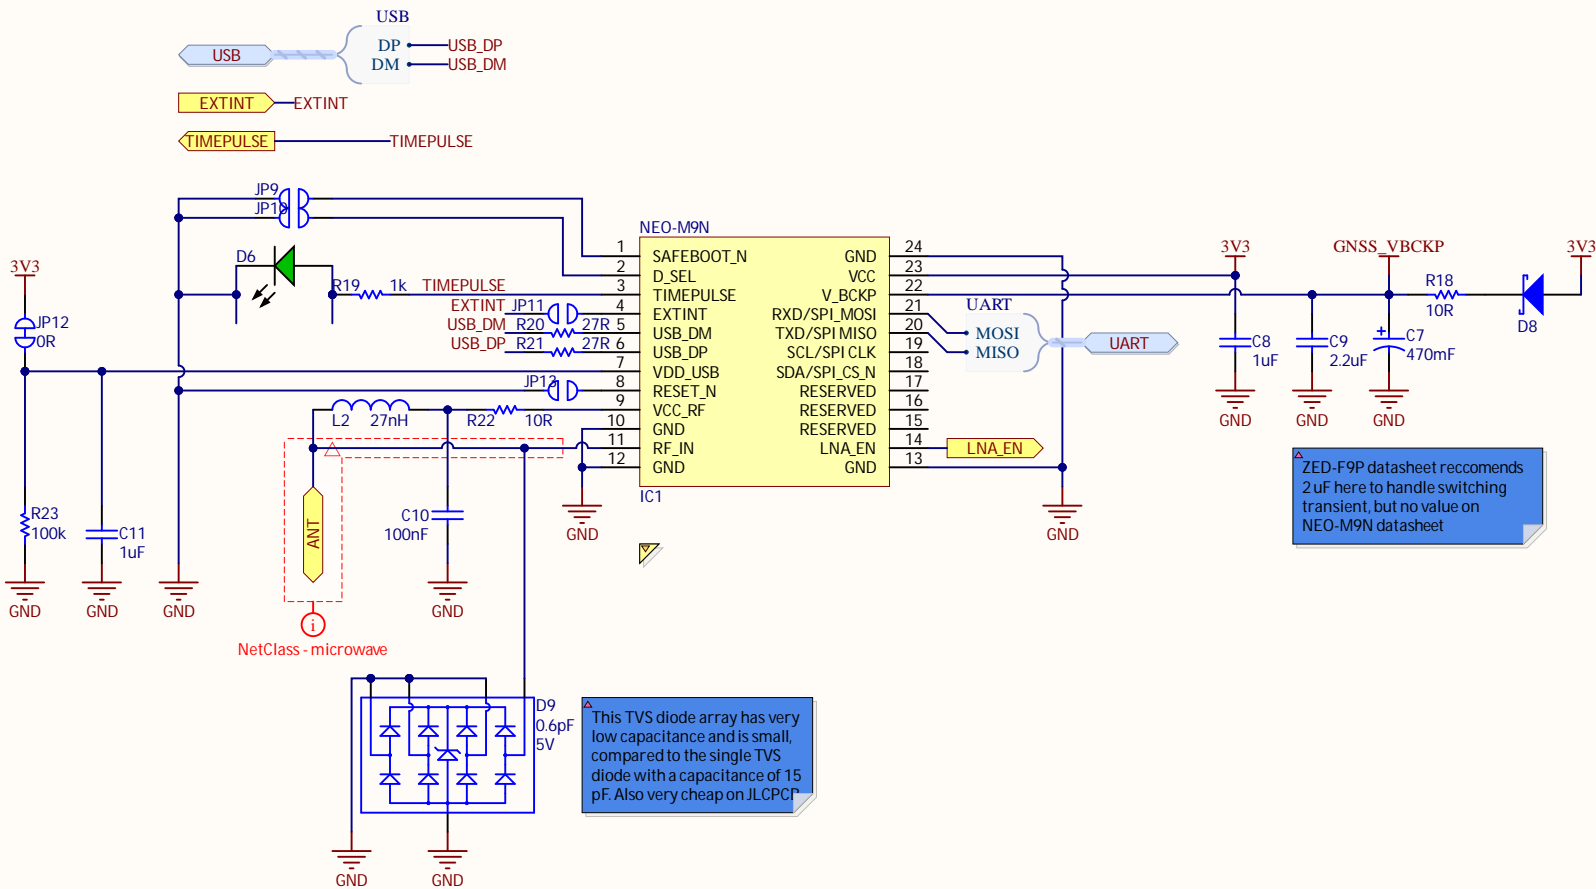 USB
USB
DP
USB_DP
DM
USB_DM
EXTINT
EXTINT
TIMEPULSE
TIMEPULSE
JP9
JP10
D6
R19
1k
TIMEPULSE
EXTINT
JP11
USB_DM
R20
27R
USB_DP
R21
27R
3V3
JP12
0R
JP13
L2
27nH
R22
10R
R23
100k
C11
1uF
C10
100nF
ANT
GND
GND
GND
GND
GND
NetClass - microwave
NEO-M9N
1
SAFEBOOT_N
2
D_SEL
3
TIMEPULSE
4
EXTINT
5
USB_DM
6
USB_DP
7
VDD_USB
8
RESET_N
9
VCC_RF
10
GND
11
RF_IN
12
GND
GND
24
VCC
23
V_BCKP
22
RXD/SPI_MOSI
21
TXD/SPI MISO
20
SCL/SPI CLK
19
SDA/SPI_CS_N
18
RESERVED
17
RESERVED
16
RESERVED
15
LNA_EN
14
GND
13
IC1
UART
MOSI
MISO
UART
LNA_EN
GND
3V3
GNSS_VBCKP
3V3
R18
10R
D8
C8
1uF
C9
2.2uF
C7
470mF
GND
GND
GND
ZED-F9P datasheet reccomends
2 uF here to handle switching
transient, but no value on
NEO-M9N datasheet
D9
0.6pF
5V
GND
GND
This TVS diode array has very
low capacitance and is small,
compared to the single TVS
diode with a capacitance of 15
pF. Also very cheap on JLCPCB